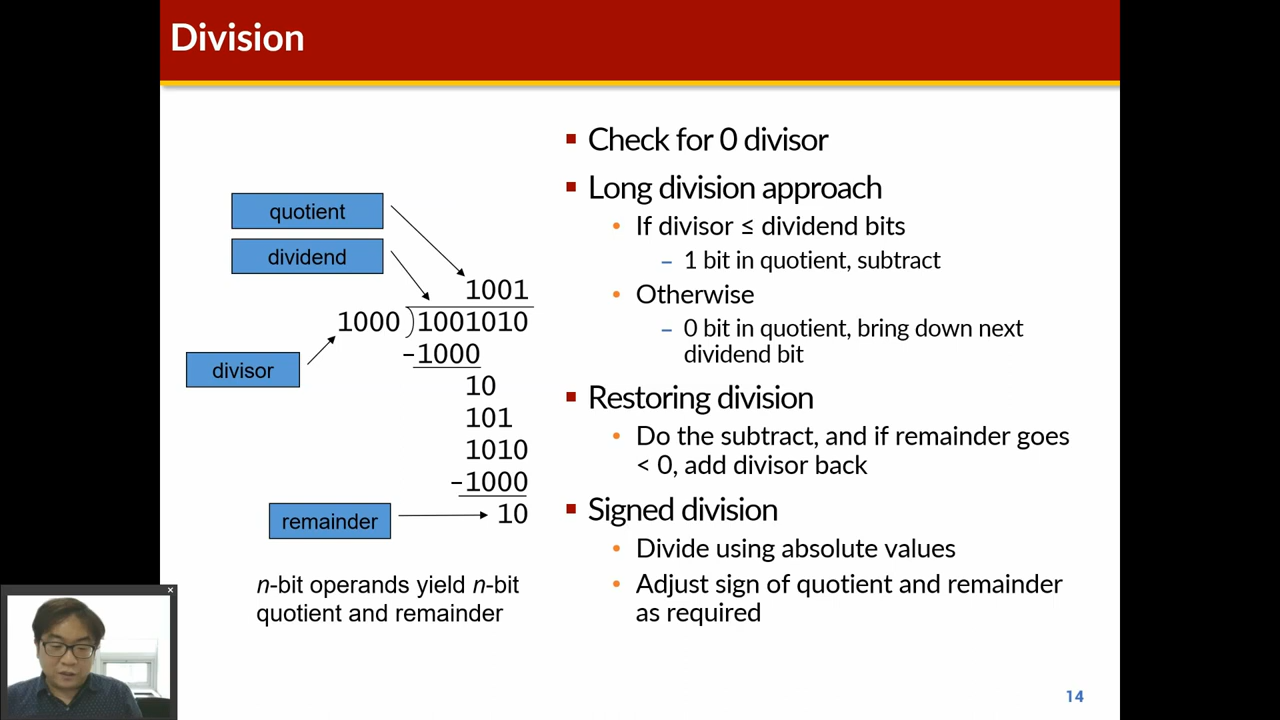 Division
quotient
dividend
1001
1000 )1001010
–1000
divisor
10
101
1010
–1000
remainder
10
n-bit operands yield n-bit
quotient and remainder
▪ Check for 0 divisor
▪ Long division approach
• If divisor ≤ dividend bits
– 1 bit in quotient, subtract
• Otherwise
– 0 bit in quotient, bring down next
dividend bit
▪ Restoring division
• Do the subtract, and if remainder goes
< 0, add divisor back
▪ Signed division
• Divide using absolute values
• Adjust sign of quotient and remainder
as required
14